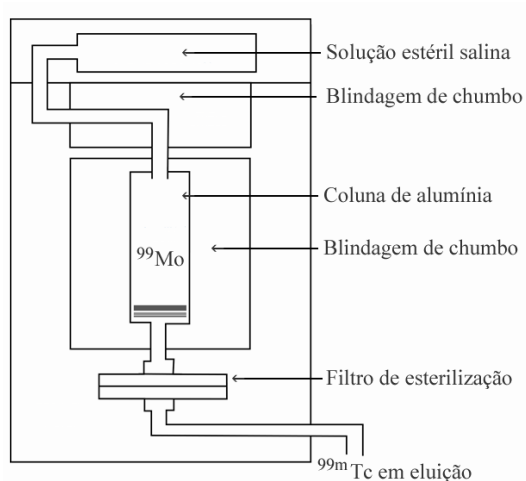 Solução estéril salina
Blindagem de chumbo
Coluna de alumínia
Blindagem de chumbo
99Mo
Filtro de esterilização
99mTc em eluição